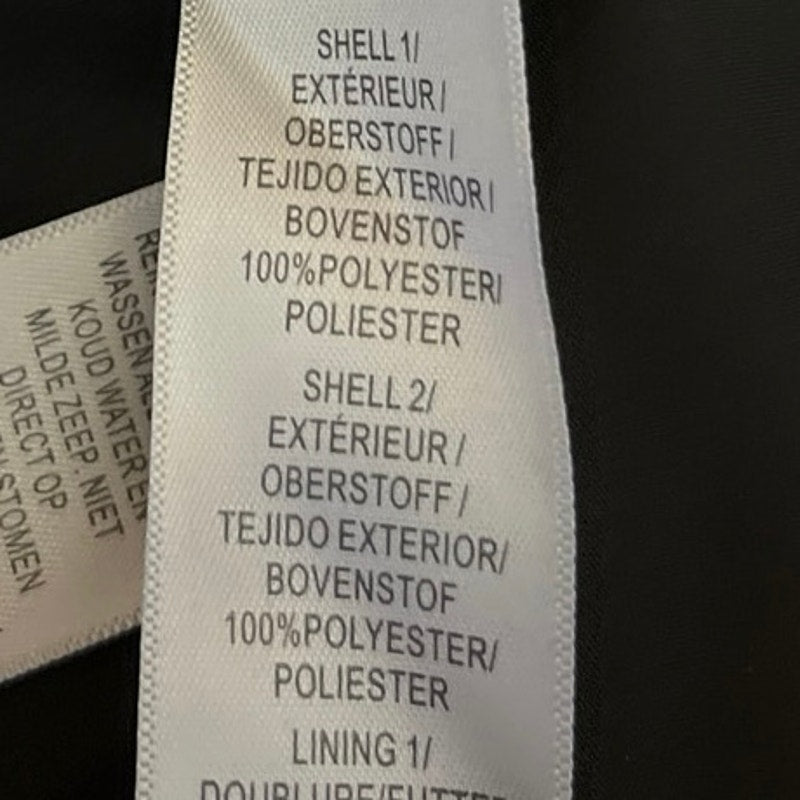 SHELL 1/
EXTÉRIEUR/
OBERSTOFF/
TEJIDO EXTERIOR/
BOVENSTOF
100%POLYESTER/
POLIESTER
SHELL 2/
EXTÉRIEUR/
OBERSTOFF/
TEJIDO EXTERIOR/
BOVENSTOF
100%POLYESTER/
POLIESTER
LINING 1/
WASSEN
KOUD WATER EN
MILDE ZEEP. NIET
DIRECT OP